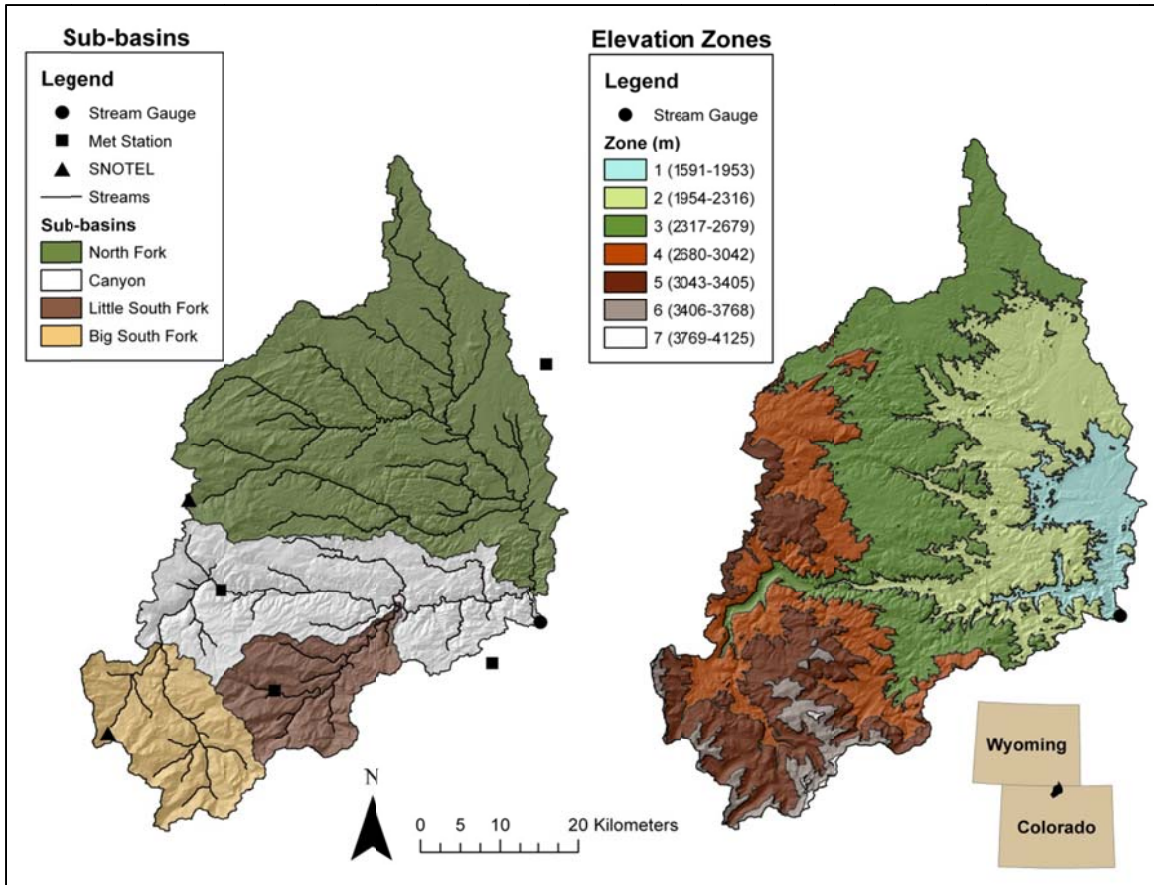 Sub-basins
Legend
Stream Gauge
Met Station
SNOTEL
Streams
Sub-basins
North Fork
Canyon
Little South Fork
Big South Fork
Elevation Zones
Legend
Stream Gauge
Zone (m)
1 (1591-1953)
2 (1954-2316)
3 (2317-2679)
4 (2680-3042)
5 (3043-3405)
6 (3406-3768)
7 (3769-4125)
N
0 5 10 20 Kilometers
Wyoming
Colorado